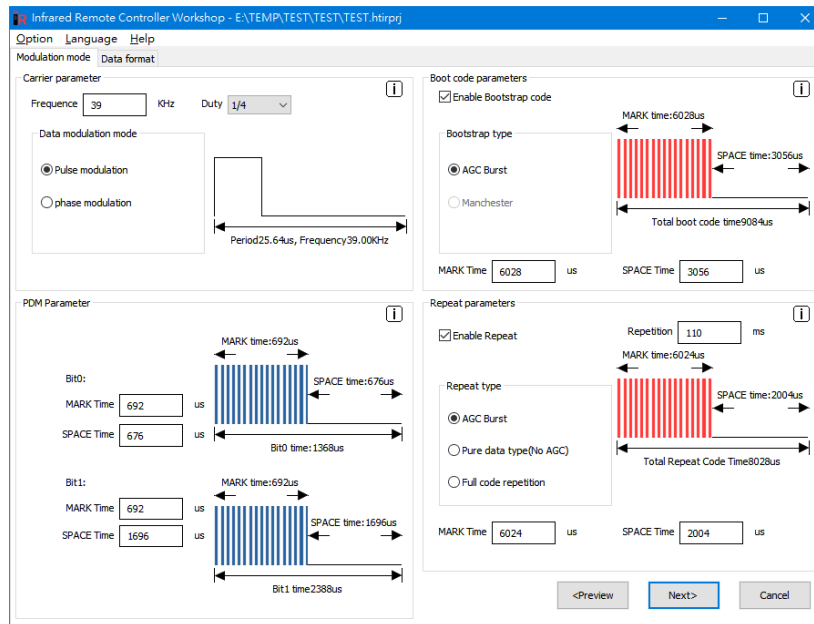 Infrared Remote Controller Workshop - E:\TEMP\TEST\TEST\TEST.htirprj
Option Language Help
Modulation mode Data format
Carrier parameter
i
Frequence 39 KHz Duty 1/4
Data modulation mode
Pulse modulation
phase modulation
Period25.64us, Frequency39.00KHz
Boot code parameters
i
Enable Bootstrap code
MARK time:6028us
Bootstrap type
SPACE time:3056us
AGC Burst
Manchester
Total boot code time9084us
MARK Time 6028 us SPACE Time 3056 us
PDM Parameter
i
MARK time:692us
Bit0:
SPACE time:676us
MARK Time 692 us
SPACE Time 676 us
Bit0 time:1368us
Bit1:
MARK time:692us
MARK Time 692 us
SPACE time:1696us
SPACE Time 1696 us
Bit1 time2388us
Repeat parameters
i
Enable Repeat Repetition 110 ms
MARK time:6024us
Repeat type
SPACE time:2004us
AGC Burst
Pure data type(No AGC)
Total Repeat Code Time8028us
Full code repetition
MARK Time 6024 us SPACE Time 2004 us
<Preview Next> Cancel